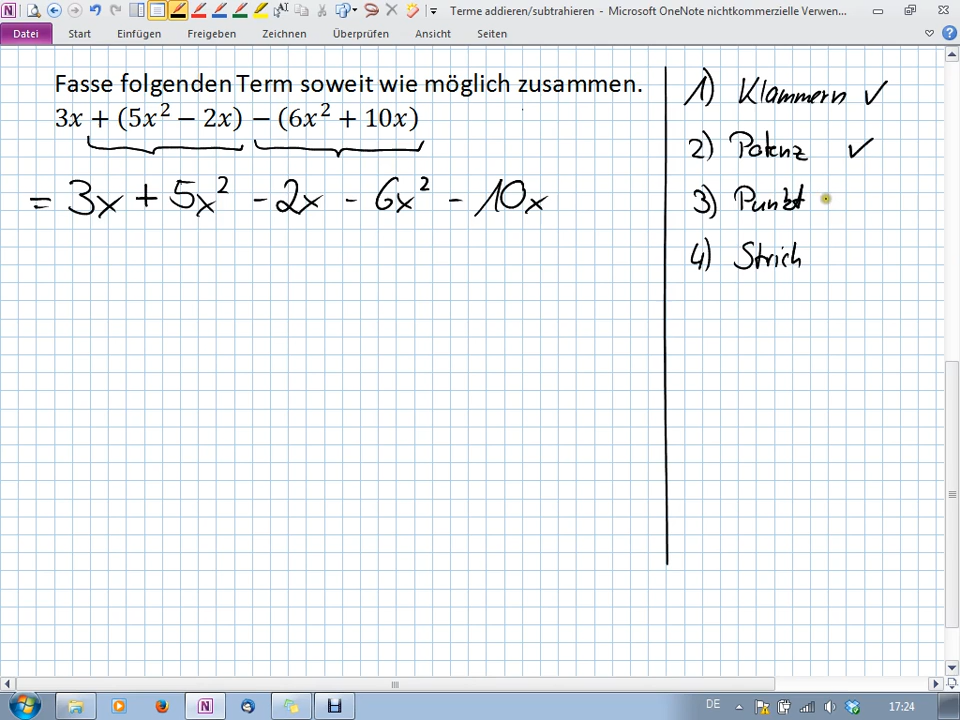 Terme addieren/subtrahieren - Microsoft OneNote nichtkommerzielle Verwen...
Datei Start Einfügen Freigeben Zeichnen Überprüfen Ansicht Seiten
Fasse folgenden Term soweit wie möglich zusammen.
3x + (5x² − 2x) − (6x² + 10x)
= 3x + 5x² - 2x - 6x² - 10x
1) Klammern ✓
2) Potenz ✓
3) Punkt
4) Strich
DE 17:24